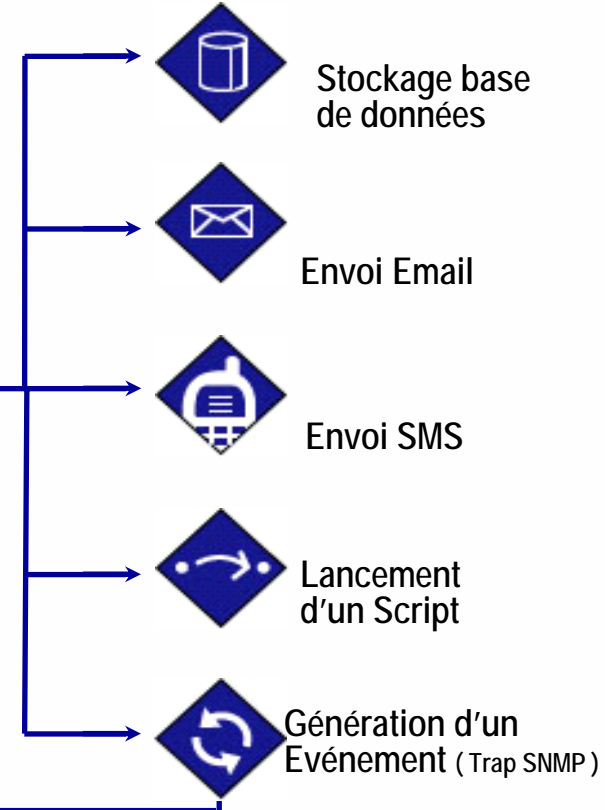 Stockage base
de données
Envoi Email
Envoi SMS
Lancement
d'un Script
Génération d'un
Evénement ( Trap SNMP )